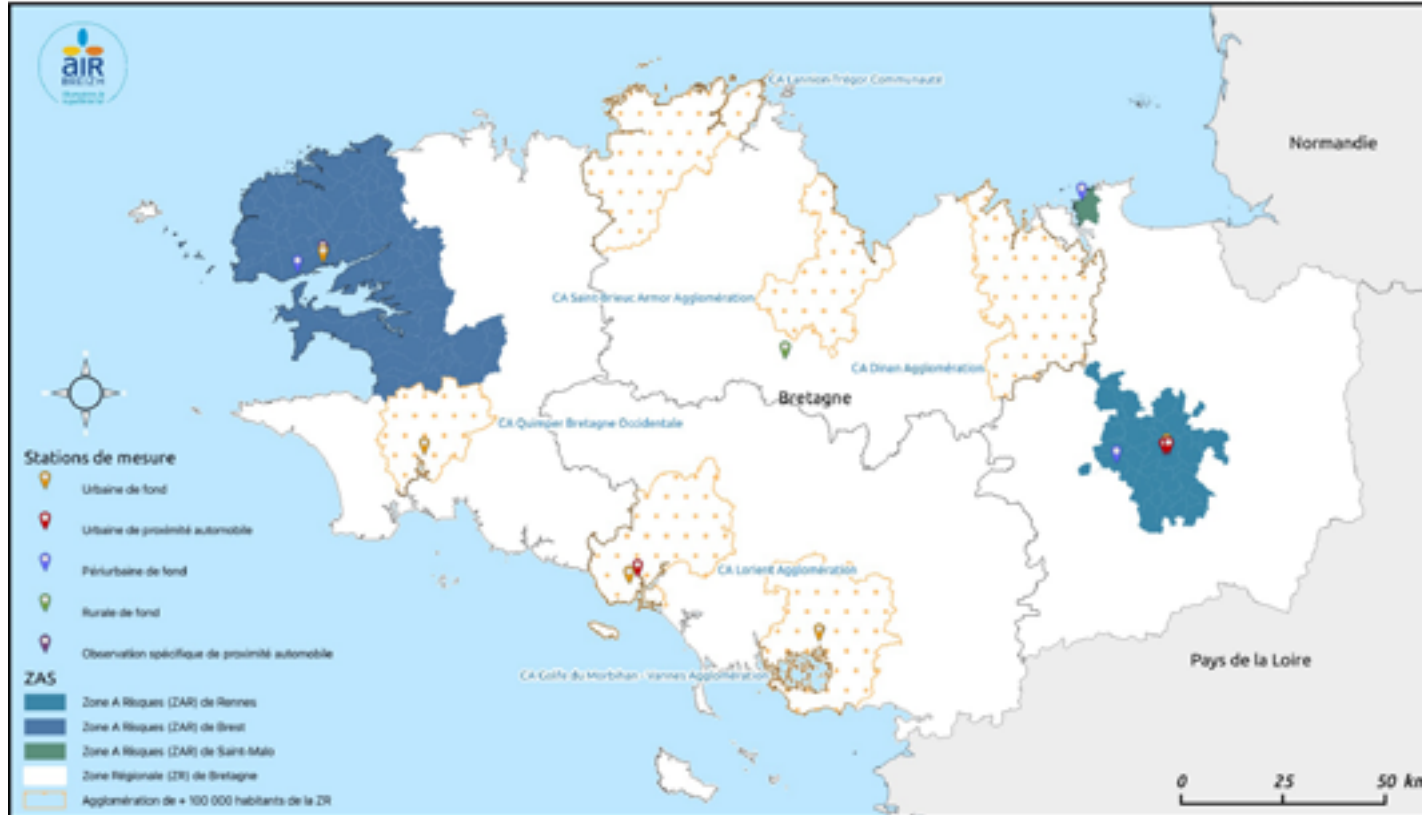 aiR
BREIZH
Normandie
CA Lannion-Trégor Communauté
CA Saint-Brieuc Armor Agglomération
CA Dinan Agglomération
Bretagne
CA Quimper Bretagne Occidentale
CA Lorient Agglomération
CA Golfe du Morbihan - Vannes Agglomération
Pays de la Loire
Stations de mesure
Urbaine de fond
Urbaine de proximité automobile
Périurbaine de fond
Rurale de fond
Observation spécifique de proximité automobile
ZAS
Zone A Risques (ZAR) de Rennes
Zone A Risques (ZAR) de Brest
Zone A Risques (ZAR) de Saint-Malo
Zone Régionale (ZR) de Bretagne
Agglomération de + 100 000 habitants de la ZR
0 25 50 km